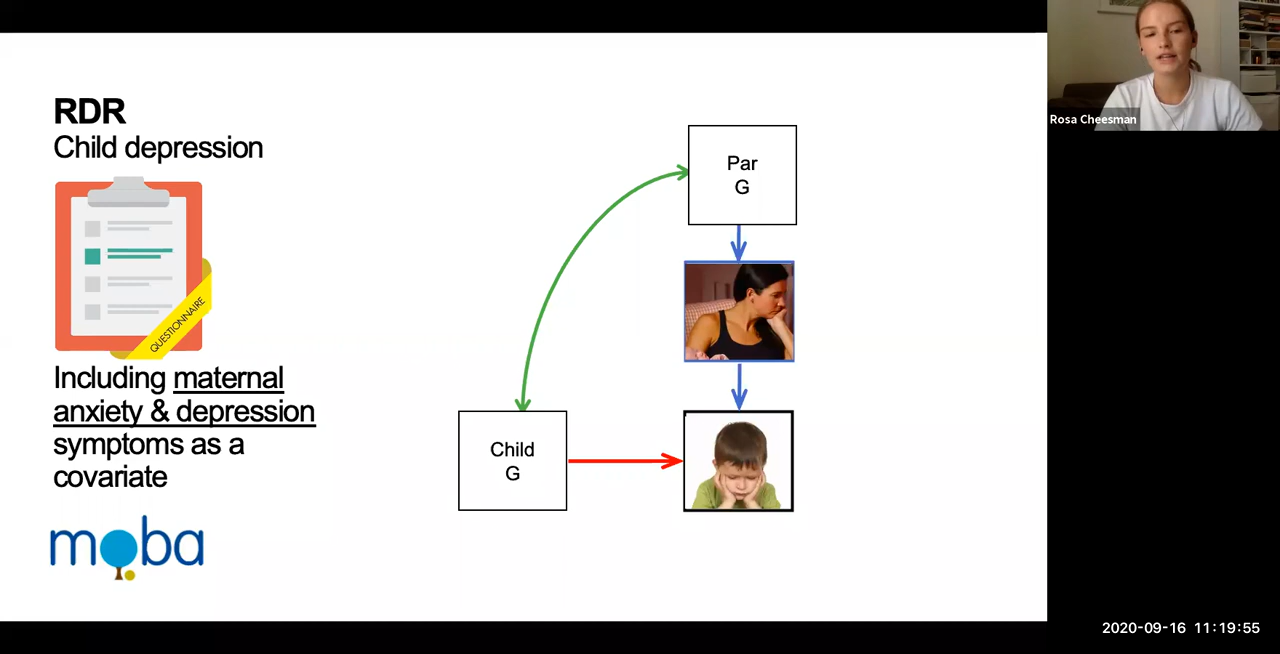 RDR
Child depression
QUESTIONNAIRE
Including maternal
anxiety & depression
symptoms as a
covariate
moba
Par
G
Child
G
Rosa Cheesman
2020-09-16 11:19:55